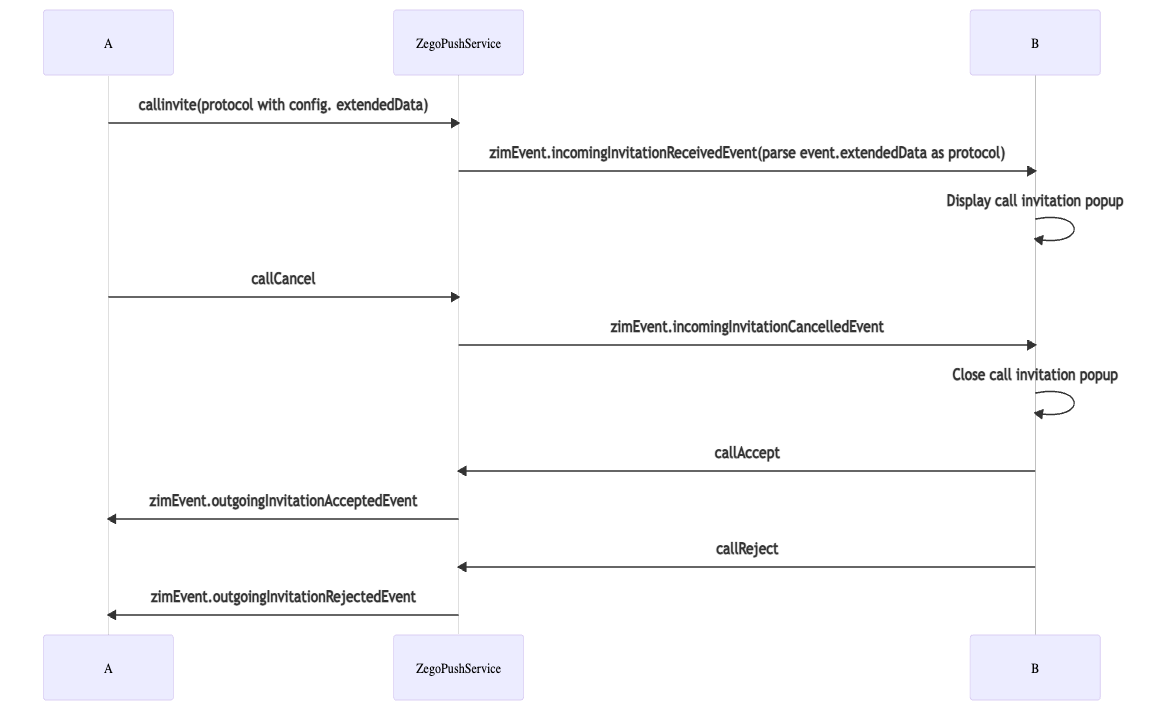 A
ZegoPushService
B
callinvite(protocol with config. extendedData)
zimEvent.incomingInvitationReceivedEvent(parse event.extendedData as protocol)
Display call invitation popup
callCancel
zimEvent.incomingInvitationCancelledEvent
Close call invitation popup
callAccept
zimEvent.outgoingInvitationAcceptedEvent
callReject
zimEvent.outgoingInvitationRejectedEvent
A
ZegoPushService
B